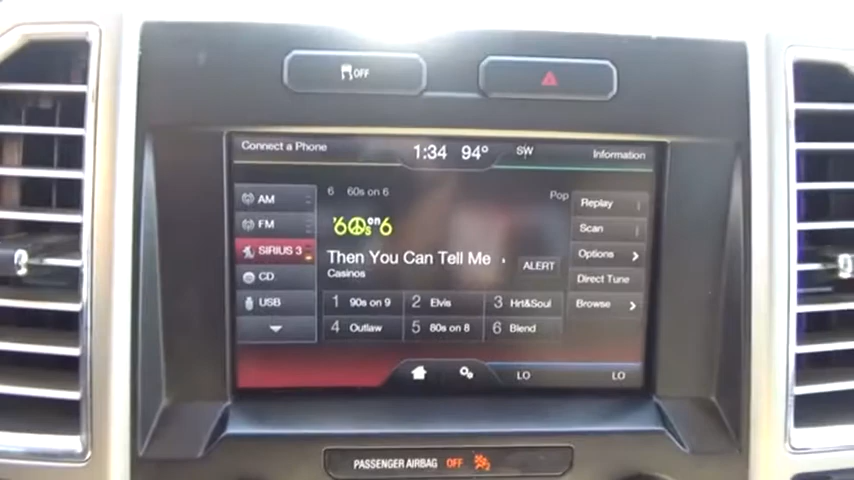 OFF
Connect a Phone 1:34 94° SW Information
6 60s on 6 Pop
AM
FM
SIRIUS 3
CD
USB
'60s on 6
Then You Can Tell Me
Casinos
ALERT
1 90s on 9 2 Elvis 3 Hrt&Soul
4 Outlaw 5 80s on 8 6 Blend
Replay
Scan
Options
Direct Tune
Browse
LO LO
PASSENGER AIRBAG OFF